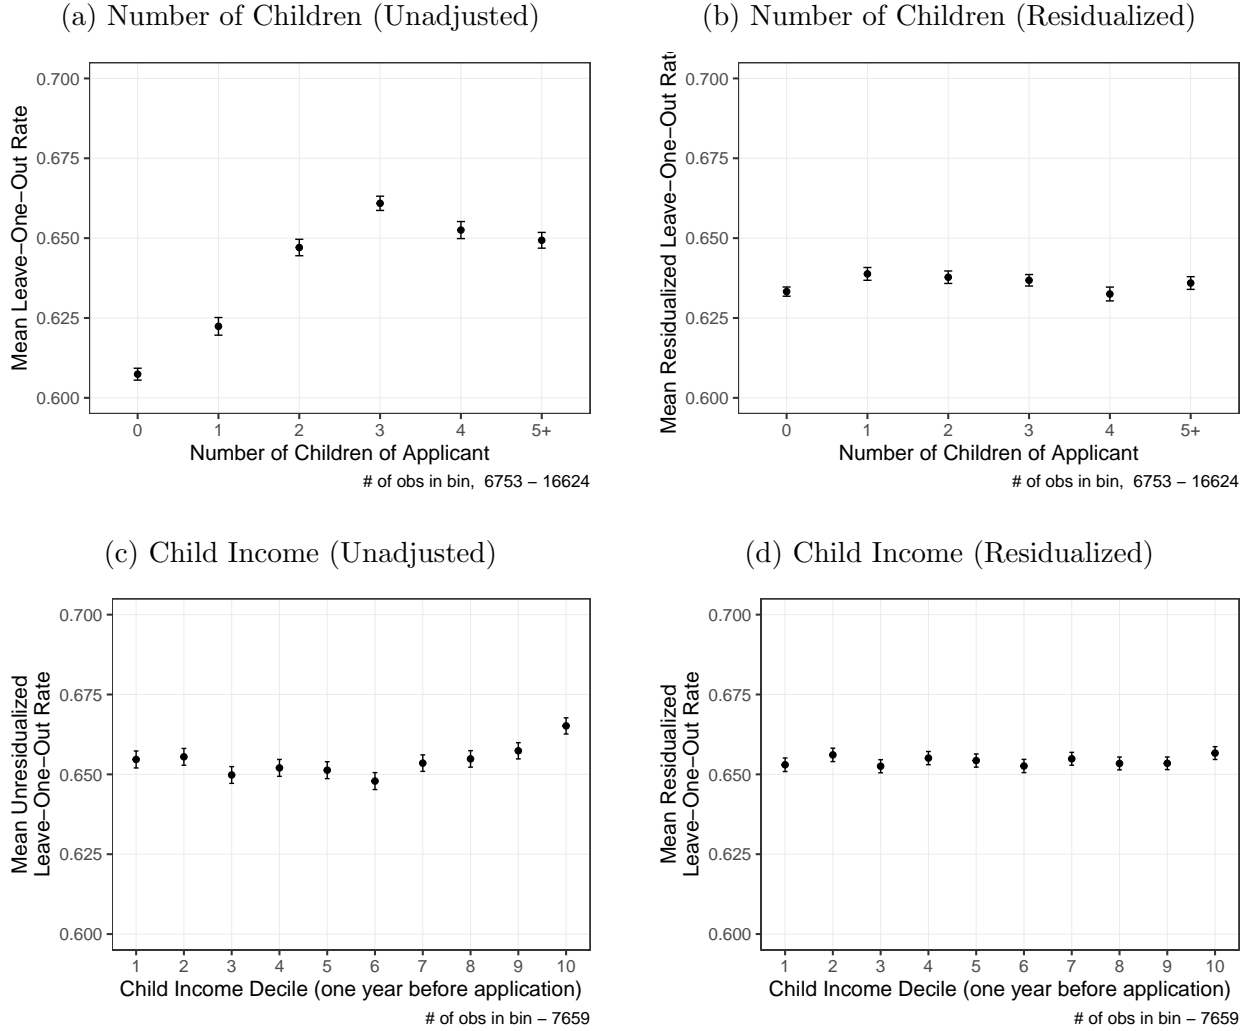 (a) Number of Children (Unadjusted)
Mean Leave−One−Out Rate
0.700
0.675
0.650
0.625
0.600
0 1 2 3 4 5+
Number of Children of Applicant
# of obs in bin, 6753 − 16624
(b) Number of Children (Residualized)
Mean Residualized Leave−One−Out Rate
0.700
0.675
0.650
0.625
0.600
0 1 2 3 4 5+
Number of Children of Applicant
# of obs in bin, 6753 − 16624
(c) Child Income (Unadjusted)
Mean Unresidualized
Leave−One−Out Rate
0.700
0.675
0.650
0.625
0.600
1 2 3 4 5 6 7 8 9 10
Child Income Decile (one year before application)
# of obs in bin − 7659
(d) Child Income (Residualized)
Mean Residualized
Leave−One−Out Rate
0.700
0.675
0.650
0.625
0.600
1 2 3 4 5 6 7 8 9 10
Child Income Decile (one year before application)
# of obs in bin − 7659